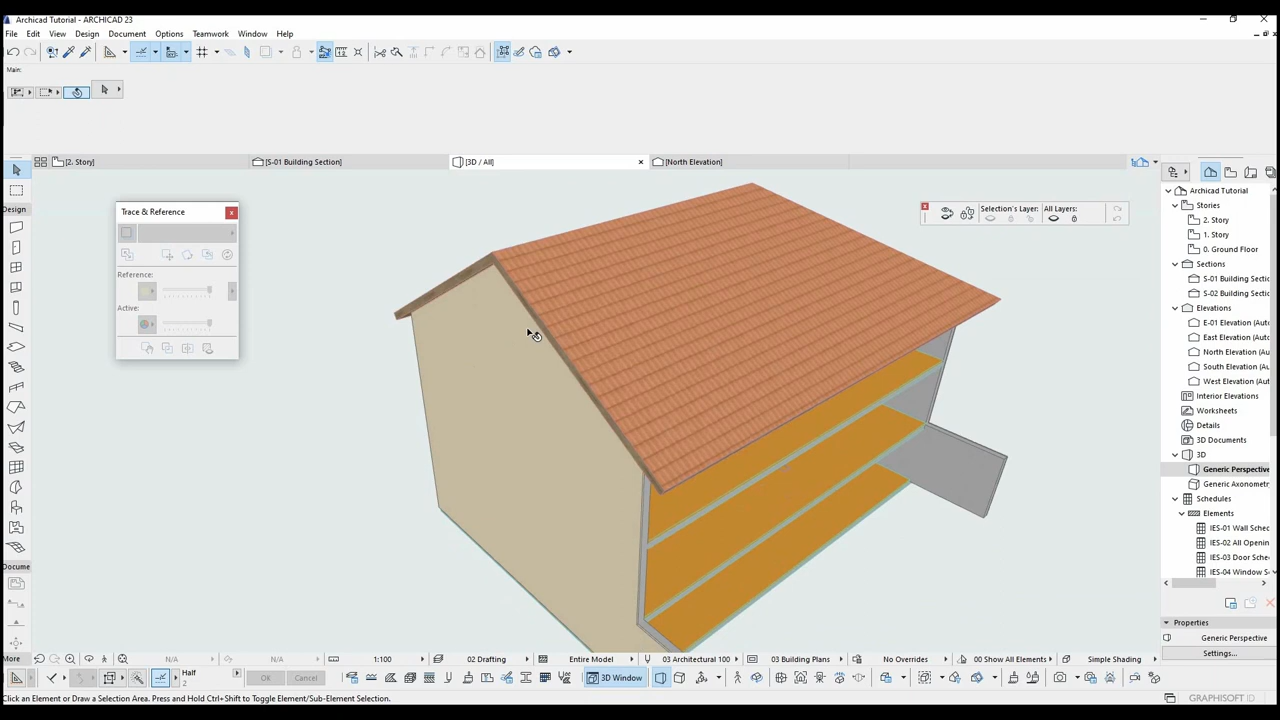 Archicad Tutorial - ARCHICAD 23
File Edit View Design Document Options Teamwork Window Help
Main:
[2. Story] [S-01 Building Section] [3D / All] [North Elevation]
Trace & Reference
Reference:
Active:
Selection's Layer: All Layers:
Design
Docume
More
Archicad Tutorial
Stories
2. Story
1. Story
0. Ground Floor
Sections
S-01 Building Sectio
S-02 Building Sectio
Elevations
E-01 Elevation (Aut
East Elevation (Aut
North Elevation (Au
South Elevation (Au
West Elevation (Aut
Interior Elevations
Worksheets
Details
3D Documents
3D
Generic Perspective
Generic Axonometr
Schedules
Elements
IES-01 Wall Schec
IES-02 All Openin
IES-03 Door Sche
IES-04 Window S
Properties
Generic Perspective
Settings...
N/A N/A 1:100 02 Drafting Entire Model 03 Architectural 100 03 Building Plans No Overrides 00 Show All Elements Simple Shading
Half
2
Ok Cancel 3D Window
Click an Element or Draw a Selection Area. Press and Hold Ctrl+Shift to Toggle Element/Sub-Element Selection.
GRAPHISOFT ID